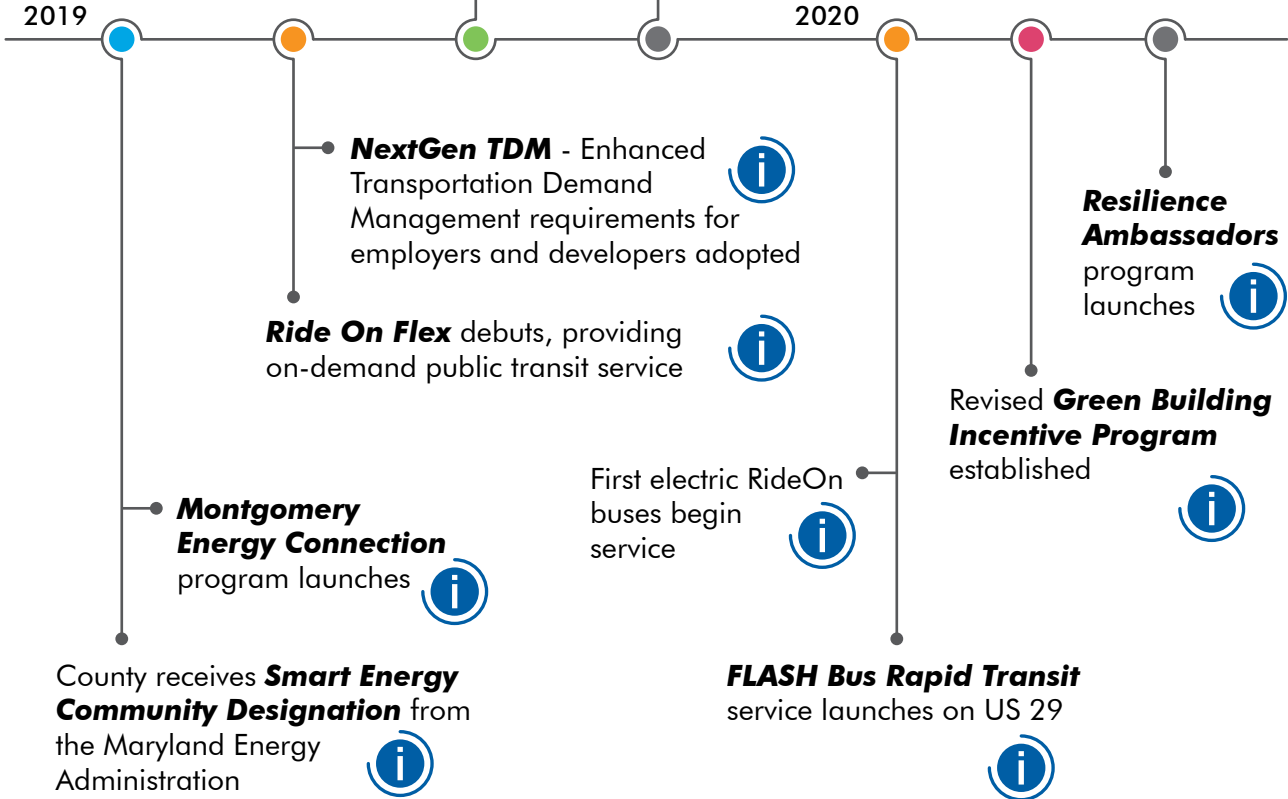 2019
2020
NextGen TDM - Enhanced
Transportation Demand
Management requirements for
employers and developers adopted
Ride On Flex debuts, providing
on-demand public transit service
Montgomery
Energy Connection
program launches
County receives Smart Energy
Community Designation from
the Maryland Energy
Administration
First electric RideOn
buses begin
service
FLASH Bus Rapid Transit
service launches on US 29
Revised Green Building
Incentive Program
established
Resilience
Ambassadors
program
launches
i
i
i
i
i
i
i
i